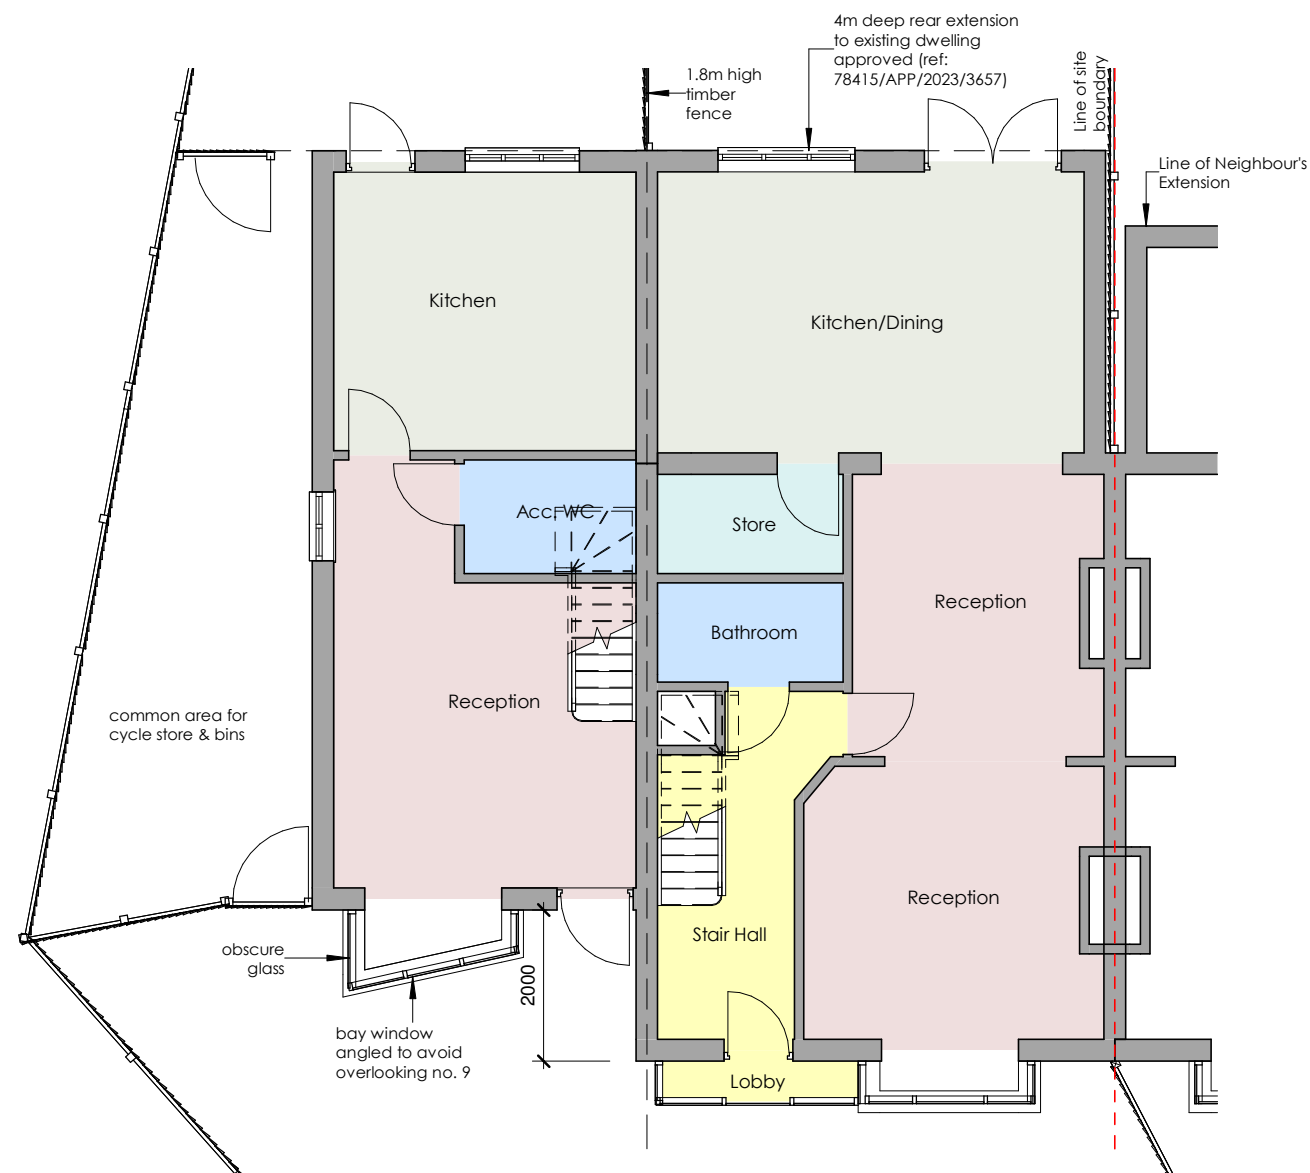 4m deep rear extension
to existing dwelling
approved (ref:
78415/APP/2023/3657)
1.8m high
timber
fence
Line of site
boundary
Line of Neighbour's
Extension
Kitchen
Kitchen/Dining
Acc. WC
Store
Reception
Bathroom
Reception
common area for
cycle store & bins
Reception
Stair Hall
obscure
glass
2000
bay window
angled to avoid
overlooking no. 9
Lobby